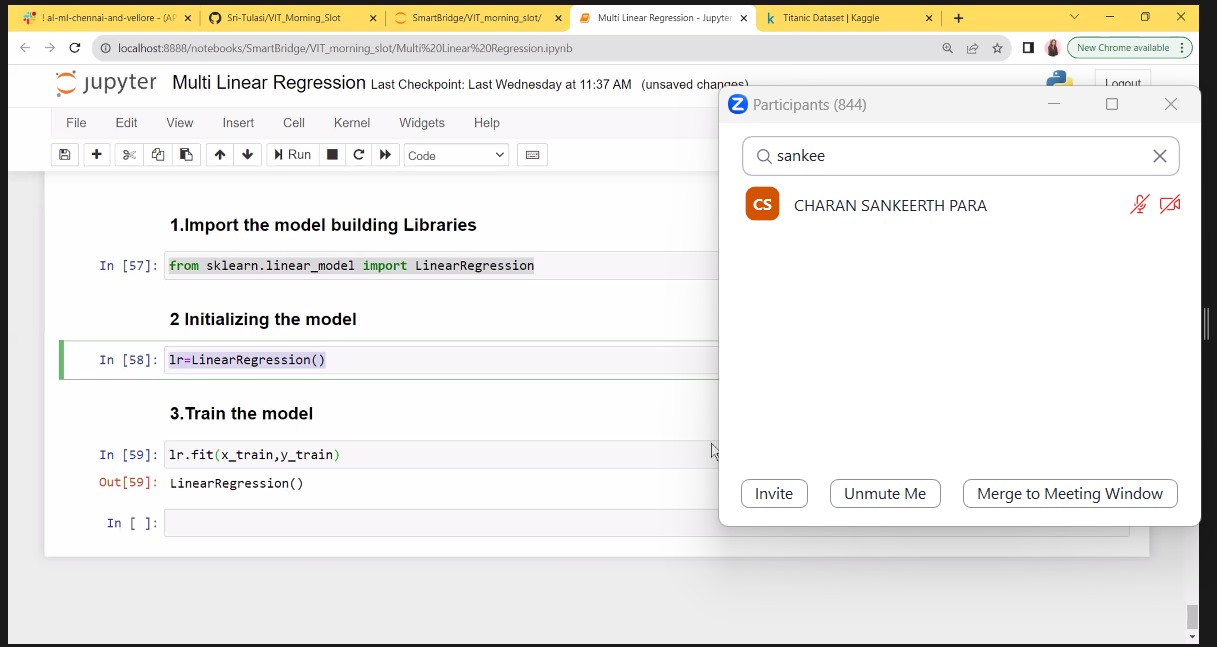 ! al-ml-chennai-and-vellore - (AP
Sri-Tulasi/VIT_Morning_Slot
SmartBridge/VIT_morning_slot/
Multi Linear Regression - Jupyter
Titanic Dataset | Kaggle
localhost:8888/notebooks/SmartBridge/VIT_morning_slot/Multi%20Linear%20Regression.ipynb
New Chrome available
jupyter Multi Linear Regression Last Checkpoint: Last Wednesday at 11:37 AM (unsaved changes)
Logout
File Edit View Insert Cell Kernel Widgets Help
Run Code
1.Import the model building Libraries
In [57]: from sklearn.linear_model import LinearRegression
2 Initializing the model
In [58]: lr=LinearRegression()
3.Train the model
In [59]: lr.fit(x_train,y_train)
Out[59]: LinearRegression()
In [ ]:
Participants (844)
sankee
CS CHARAN SANKEERTH PARA
Invite Unmute Me Merge to Meeting Window